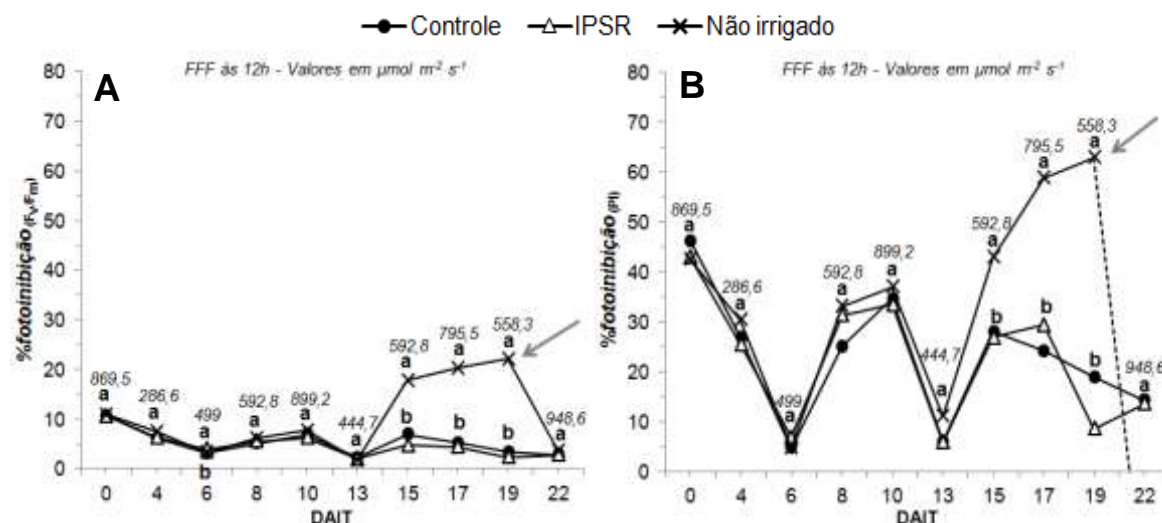 Controle IPSR Não irrigado
A
FFF às 12h - Valores em µmol m⁻² s⁻¹
%fotoinibição (Fv/Fm)
80
70
60
50
40
30
20
10
0
869,5
a
286,6
a
499
a
b
592,8
a
899,2
a
444,7
a
592,8
a
b
795,5
a
b
558,3
a
b
948,6
a
0 4 6 8 10 13 15 17 19 22
DAIT
B
FFF às 12h - Valores em µmol m⁻² s⁻¹
%fotoinibição (PI)
80
70
60
50
40
30
20
10
0
869,5
a
286,6
a
499
a
592,8
a
899,2
a
444,7
a
592,8
a
b
795,5
a
b
558,3
a
b
948,6
a
0 4 6 8 10 13 15 17 19 22
DAIT